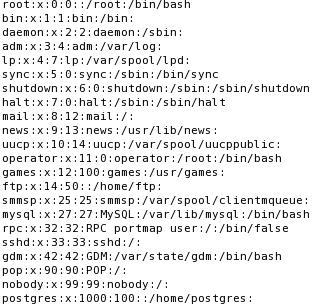 root:x:0:0::/root:/bin/bash
bin:x:1:1:bin:/bin:
daemon:x:2:2:daemon:/sbin:
adm:x:3:4:adm:/var/log:
lp:x:4:7:lp:/var/spool/lpd:
sync:x:5:0:sync:/sbin:/bin/sync
shutdown:x:6:0:shutdown:/sbin:/sbin/shutdown
halt:x:7:0:halt:/sbin:/sbin/halt
mail:x:8:12:mail:/:
news:x:9:13:news:/usr/lib/news:
uucp:x:10:14:uucp:/var/spool/uucppublic:
operator:x:11:0:operator:/root:/bin/bash
games:x:12:100:games:/usr/games:
ftp:x:14:50::/home/ftp:
smmsp:x:25:25:smmsp:/var/spool/clientmqueue:
mysql:x:27:27:MySQL:/var/lib/mysql:/bin/bash
rpc:x:32:32:RPC portmap user:/:/bin/false
sshd:x:33:33:sshd:/:
gdm:x:42:42:GDM:/var/state/gdm:/bin/bash
pop:x:90:90:POP:/:
nobody:x:99:99:nobody:/:
postgres:x:1000:100::/home/postgres: